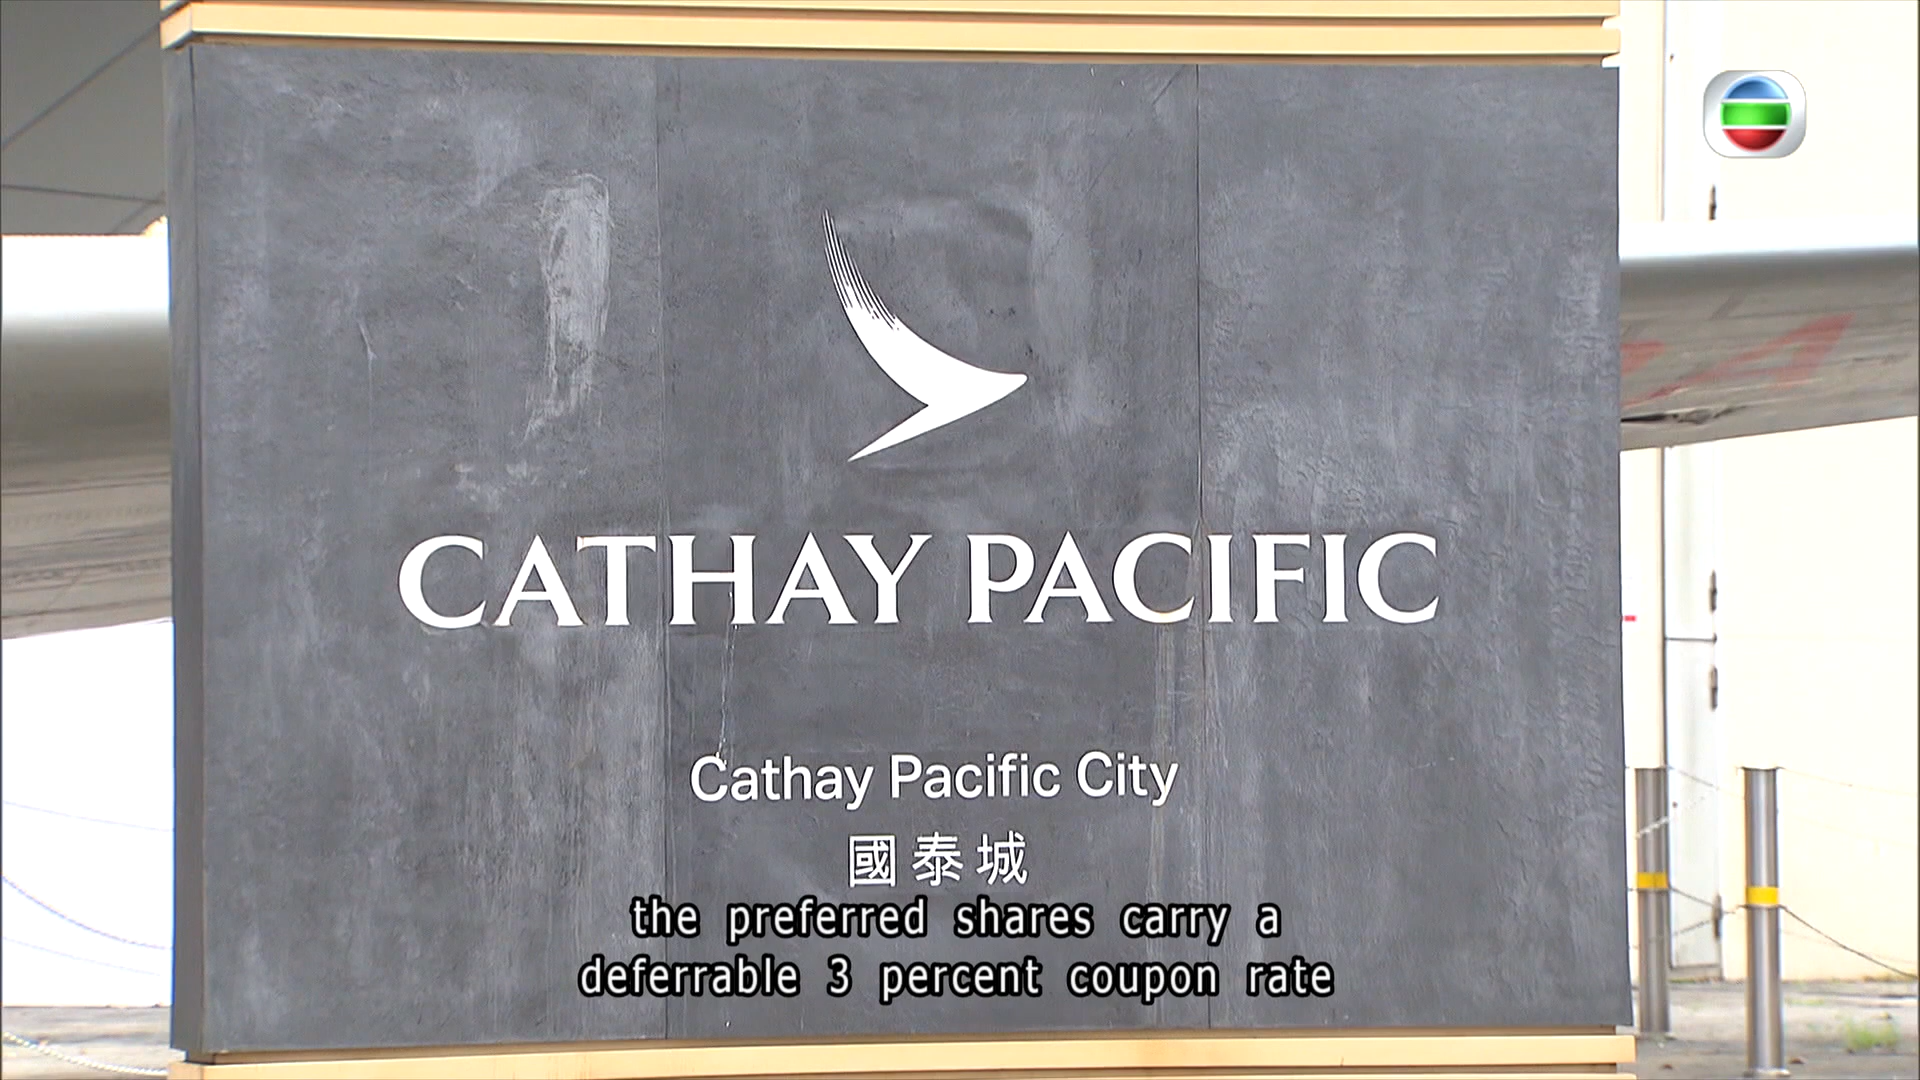 CATHAY PACIFIC
Cathay Pacific City
國泰城
the preferred shares carry a
deferrable 3 percent coupon rate